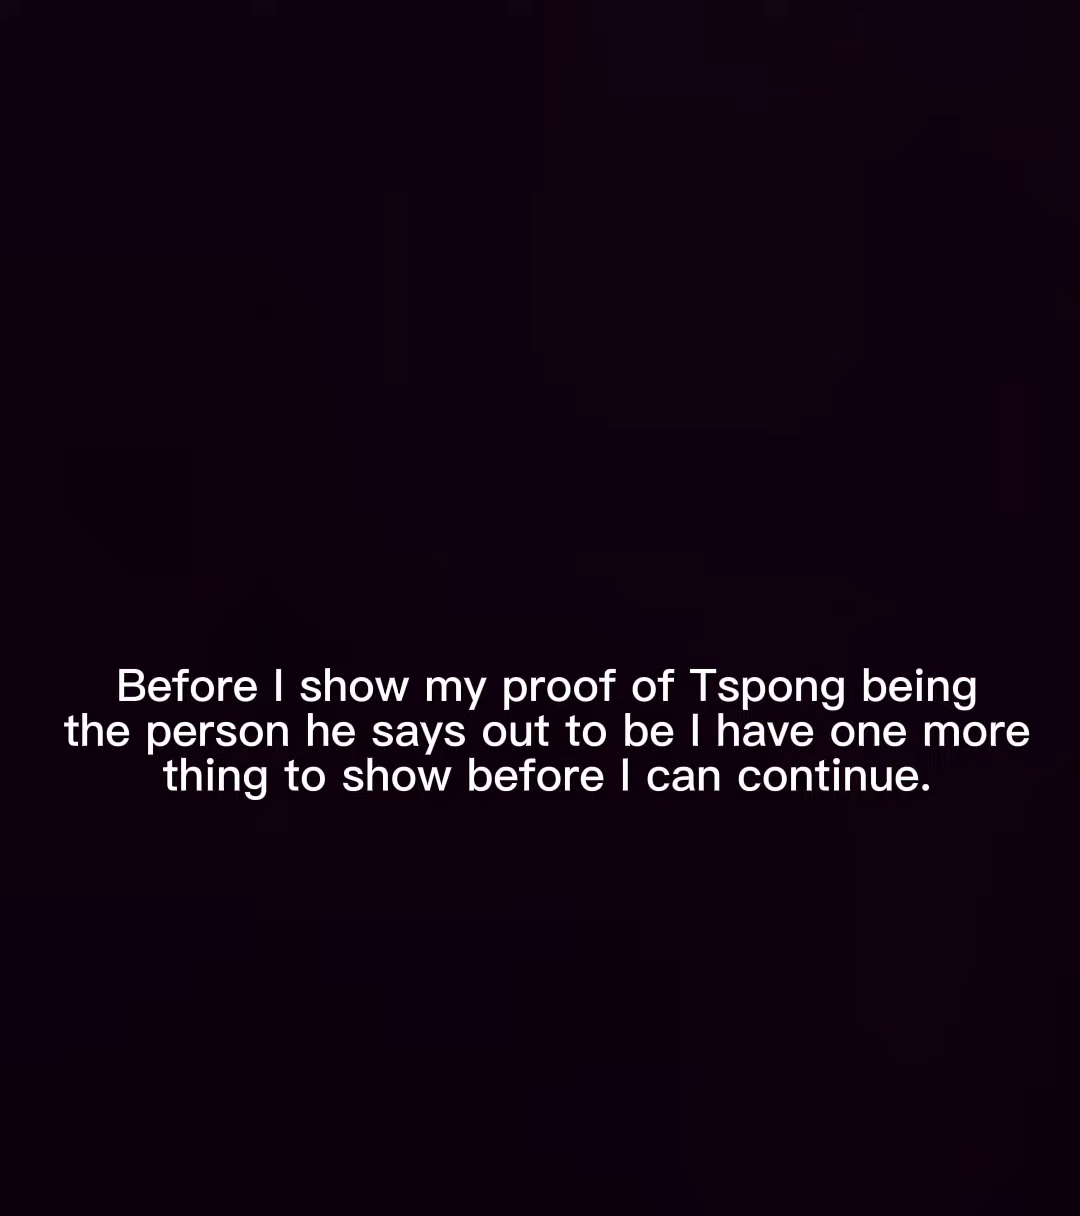 Before I show my proof of Tspong being
the person he says out to be I have one more
thing to show before I can continue.